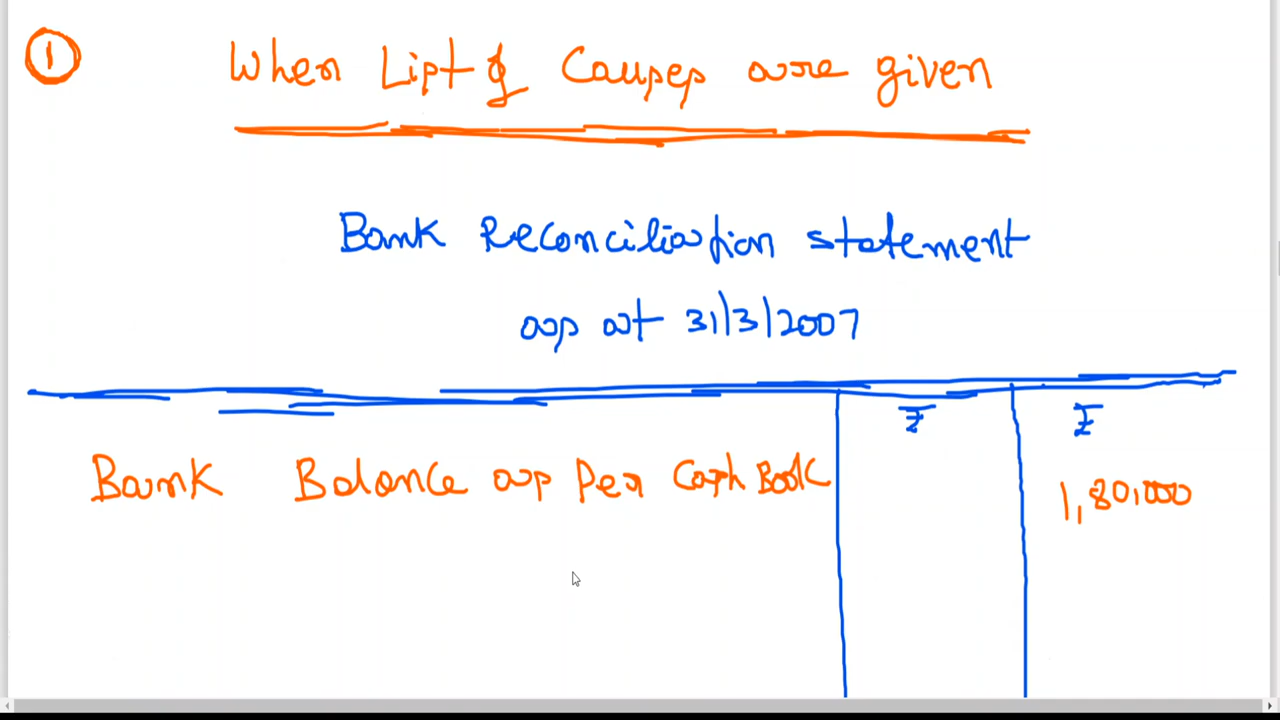 1
When List of Causes are given
Bank Reconciliation statement
as at 31/3/2007
₹ ₹
Bank Balance as Per Cash Book 1,80,000